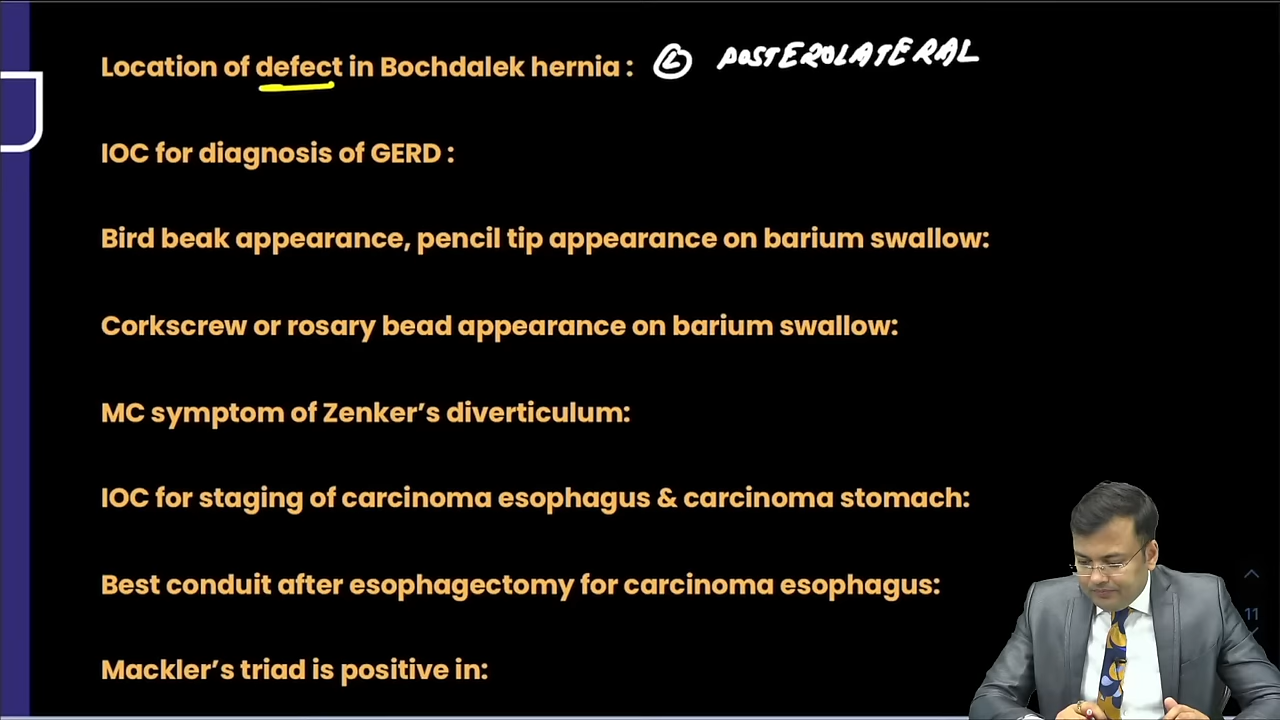 Location of defect in Bochdalek hernia : Ⓛ POSTEROLATERAL
IOC for diagnosis of GERD :
Bird beak appearance, pencil tip appearance on barium swallow:
Corkscrew or rosary bead appearance on barium swallow:
MC symptom of Zenker’s diverticulum:
IOC for staging of carcinoma esophagus & carcinoma stomach:
Best conduit after esophagectomy for carcinoma esophagus:
11
Mackler’s triad is positive in: